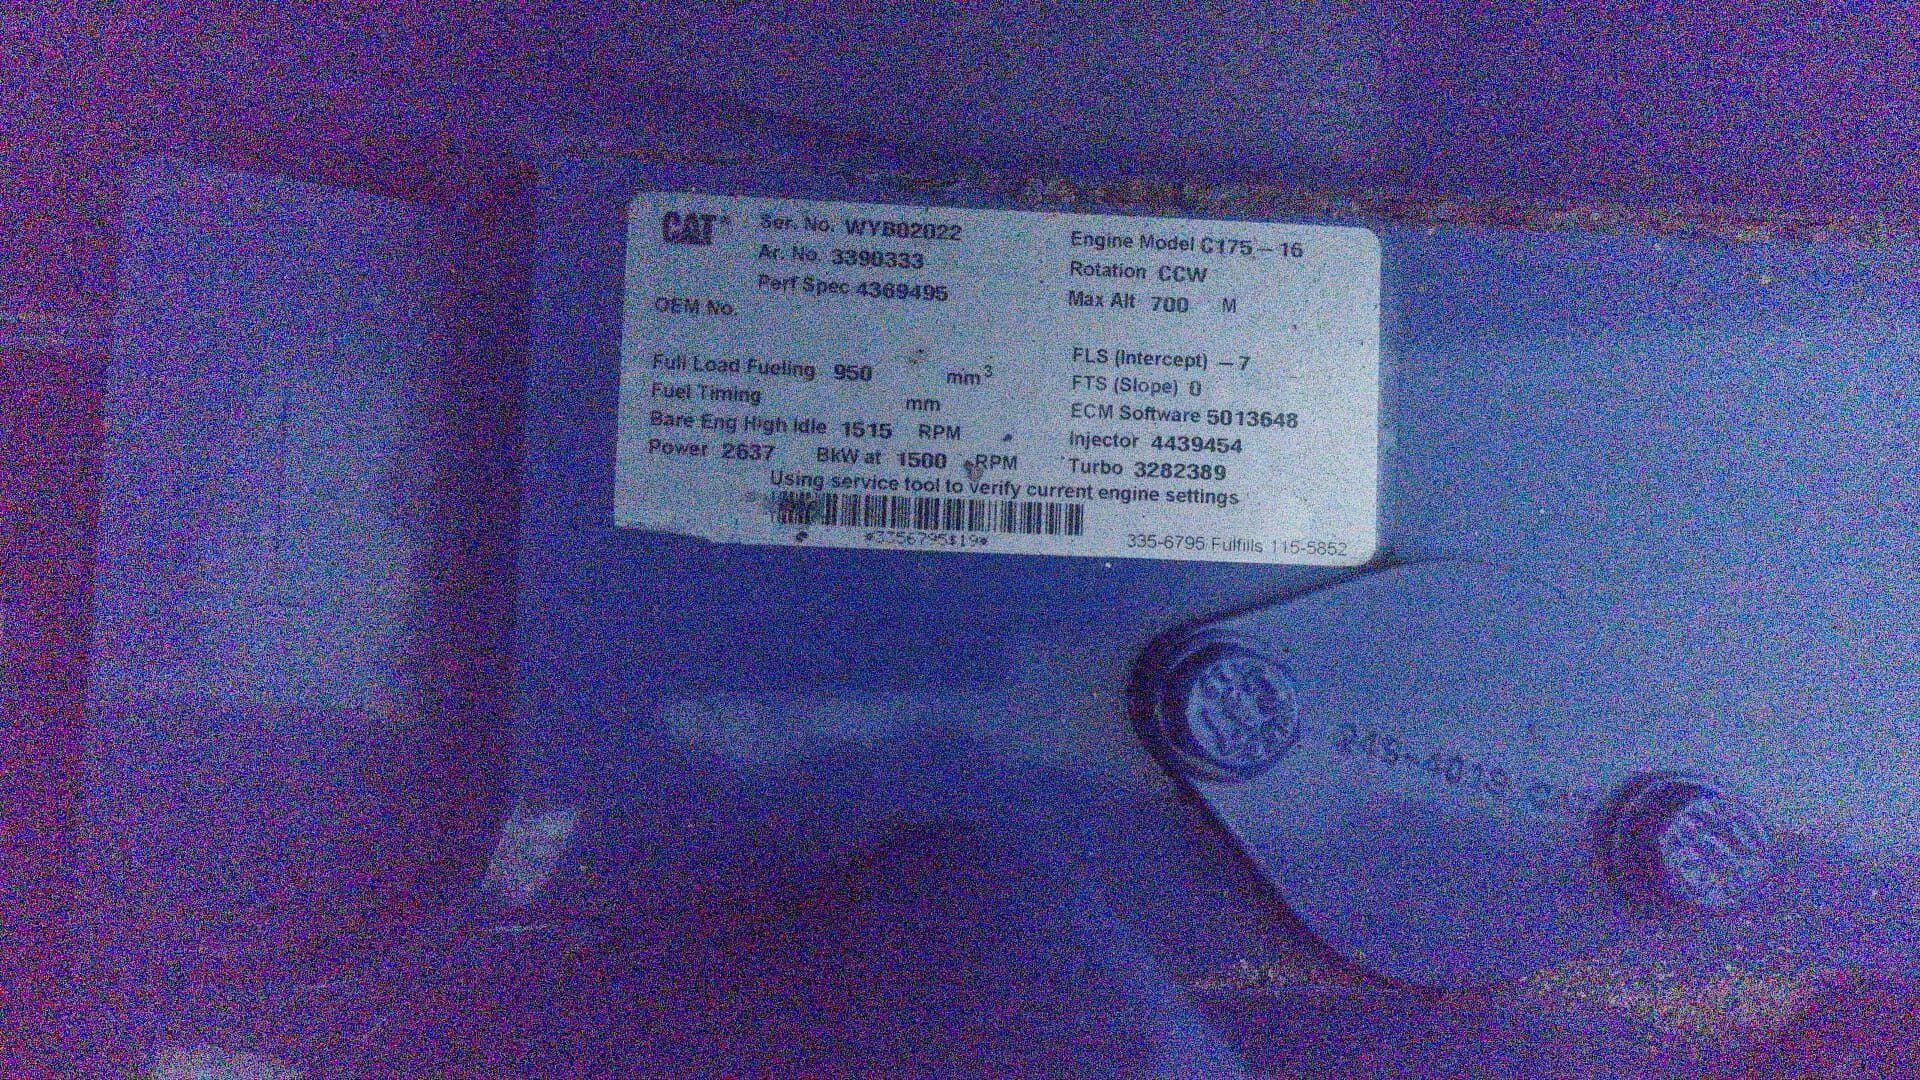 CAT
Ser. No. WYB02022
Ar. No. 3390333
Perf Spec 4369495
OEM No.
Engine Model C175 – 16
Rotation CCW
Max Alt 700 M
Full Load Fueling 950 mm³
Fuel Timing mm
Bare Eng High Idle 1515 RPM
Power 2637 BkW at 1500 RPM
FLS (Intercept) – 7
FTS (Slope) 0
ECM Software 5013648
Injector 4439454
Turbo 3282389
Using service tool to verify current engine settings
*3356795$19*
335-6795 Fulfills 115-5852